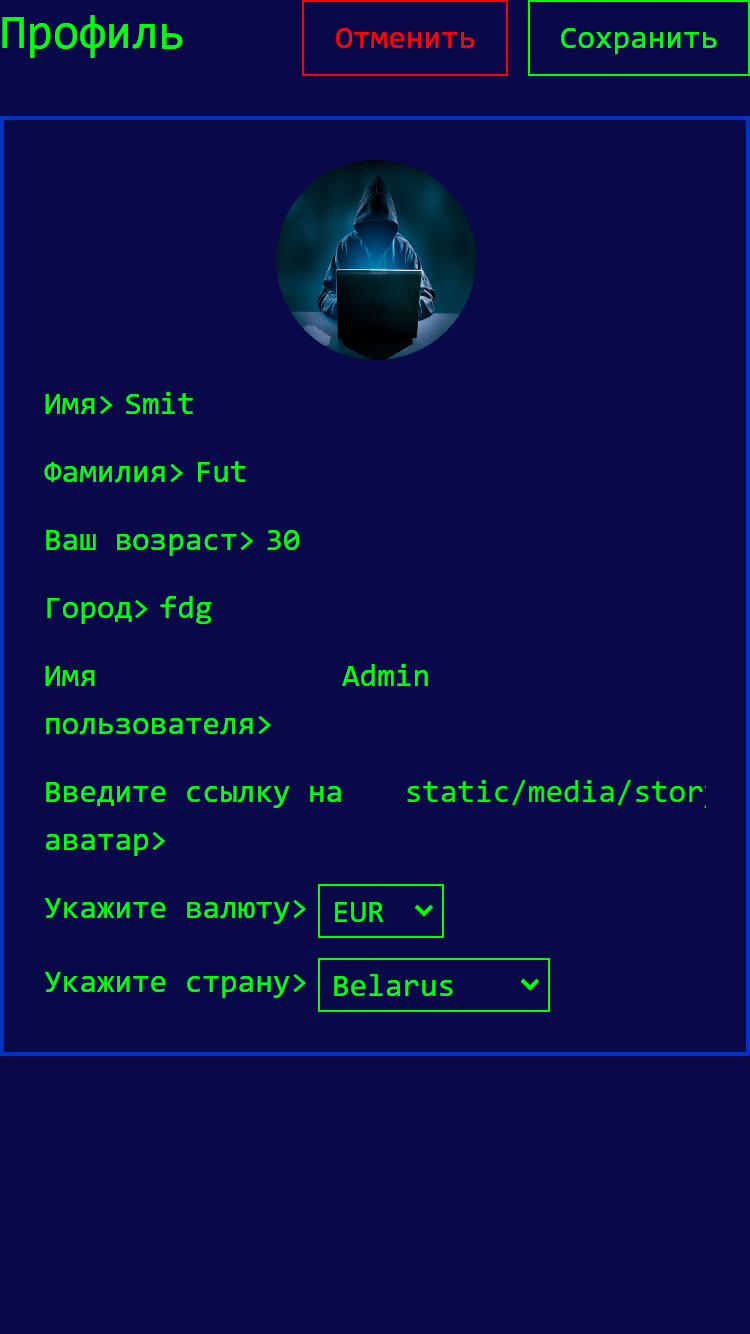 Профиль
Отменить
Сохранить
Имя> Smit
Фамилия> Fut
Ваш возраст> 30
Город> fdg
Имя Admin
пользователя>
Введите ссылку на static/media/stor
аватар>
Укажите валюту> EUR
Укажите страну> Belarus